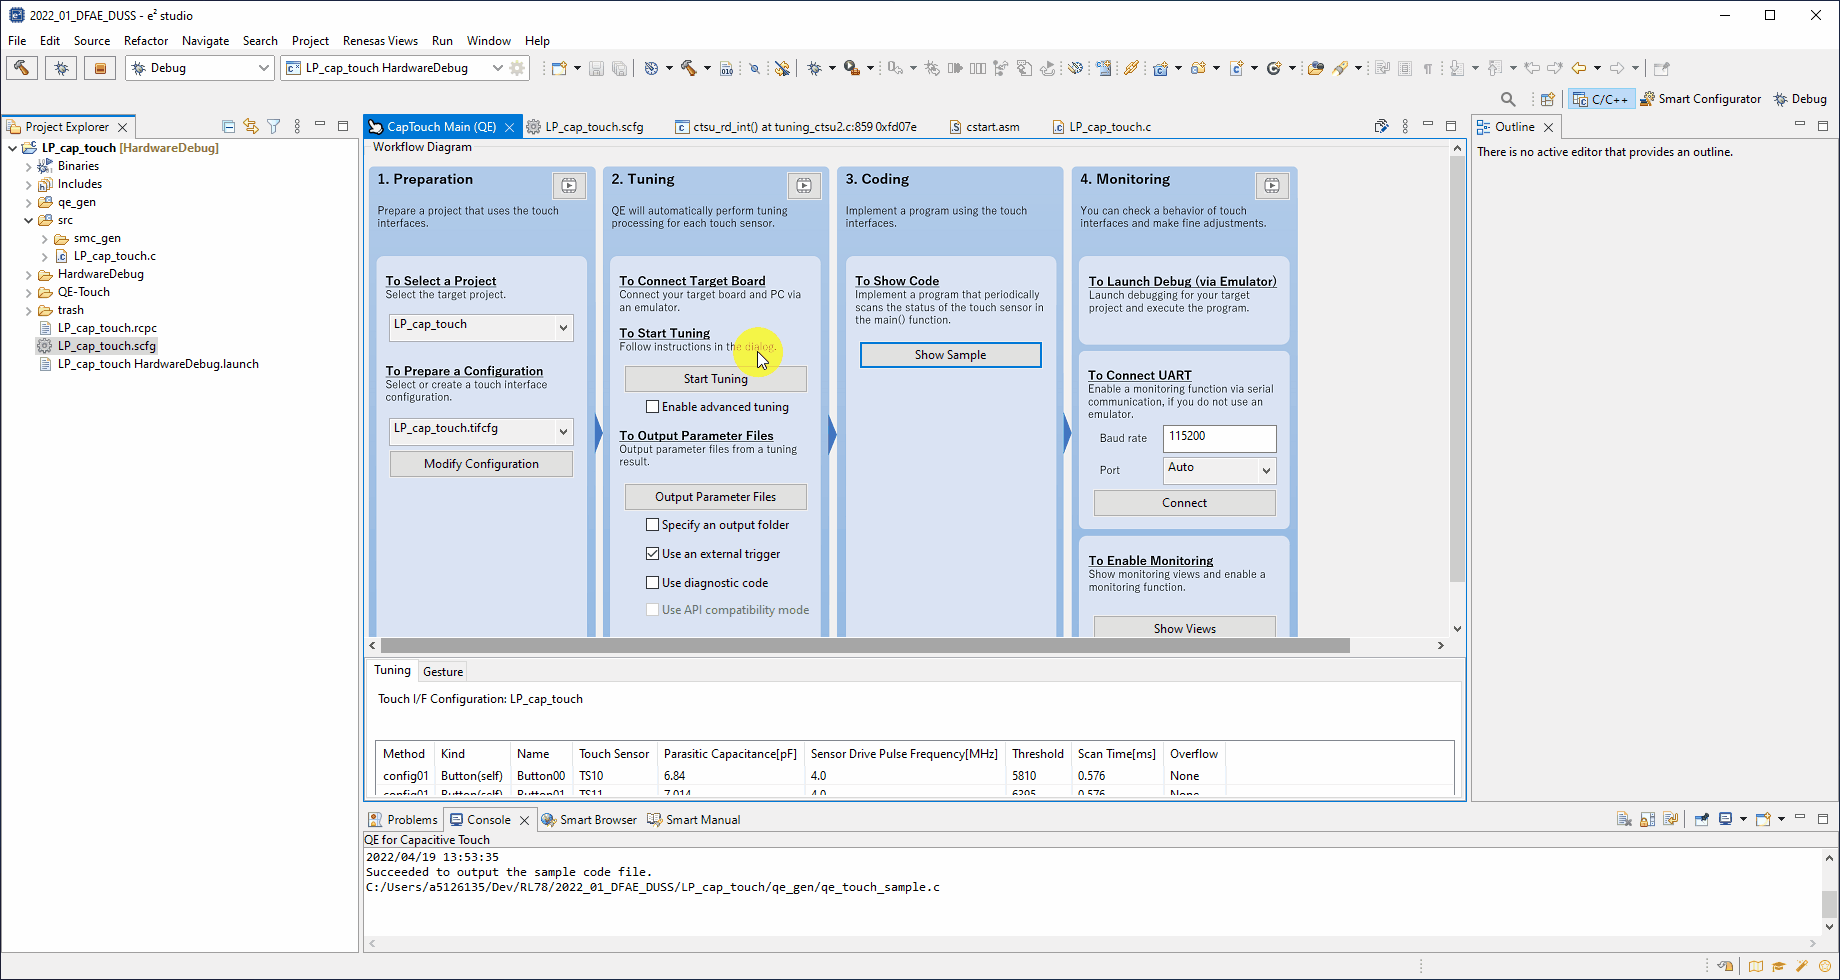 2022_01_DFAE_DUSS - e² studio
File Edit Source Refactor Navigate Search Project Renesas Views Run Window Help
Debug LP_cap_touch HardwareDebug
C/C++ Smart Configurator Debug
Project Explorer
LP_cap_touch [HardwareDebug]
Binaries
Includes
qe_gen
src
smc_gen
LP_cap_touch.c
HardwareDebug
QE-Touch
trash
LP_cap_touch.rcpc
LP_cap_touch.scfg
LP_cap_touch HardwareDebug.launch
CapTouch Main (QE) LP_cap_touch.scfg ctsu_rd_int() at tuning_ctsu2.c:859 0xfd07e cstart.asm LP_cap_touch.c
Workflow Diagram
1. Preparation
Prepare a project that uses the touch
interfaces.
To Select a Project
Select the target project.
LP_cap_touch
To Prepare a Configuration
Select or create a touch interface
configuration.
LP_cap_touch.tifcfg
Modify Configuration
2. Tuning
QE will automatically perform tuning
processing for each touch sensor.
To Connect Target Board
Connect your target board and PC via
an emulator.
To Start Tuning
Follow instructions in the dialog.
Start Tuning
Enable advanced tuning
To Output Parameter Files
Output parameter files from a tuning
result.
Output Parameter Files
Specify an output folder
Use an external trigger
Use diagnostic code
Use API compatibility mode
3. Coding
Implement a program using the touch
interfaces.
To Show Code
Implement a program that periodically
scans the status of the touch sensor in
the main() function.
Show Sample
4. Monitoring
You can check a behavior of touch
interfaces and make fine adjustments.
To Launch Debug (via Emulator)
Launch debugging for your target
project and execute the program.
To Connect UART
Enable a monitoring function via serial
communication, if you do not use an
emulator.
Baud rate 115200
Port Auto
Connect
To Enable Monitoring
Show monitoring views and enable a
monitoring function.
Show Views
Outline
There is no active editor that provides an outline.
Tuning Gesture
Touch I/F Configuration: LP_cap_touch
Method Kind Name Touch Sensor Parasitic Capacitance[pF] Sensor Drive Pulse Frequency[MHz] Threshold Scan Time[ms] Overflow
config01 Button(self) Button00 TS10 6.84 4.0 5810 0.576 None
config01 Button(self) Button01 TS11 7.014 4.0 6395 0.576 None
Problems Console Smart Browser Smart Manual
QE for Capacitive Touch
2022/04/19 13:53:35
Succeeded to output the sample code file.
C:/Users/a5126135/Dev/RL78/2022_01_DFAE_DUSS/LP_cap_touch/qe_gen/qe_touch_sample.c